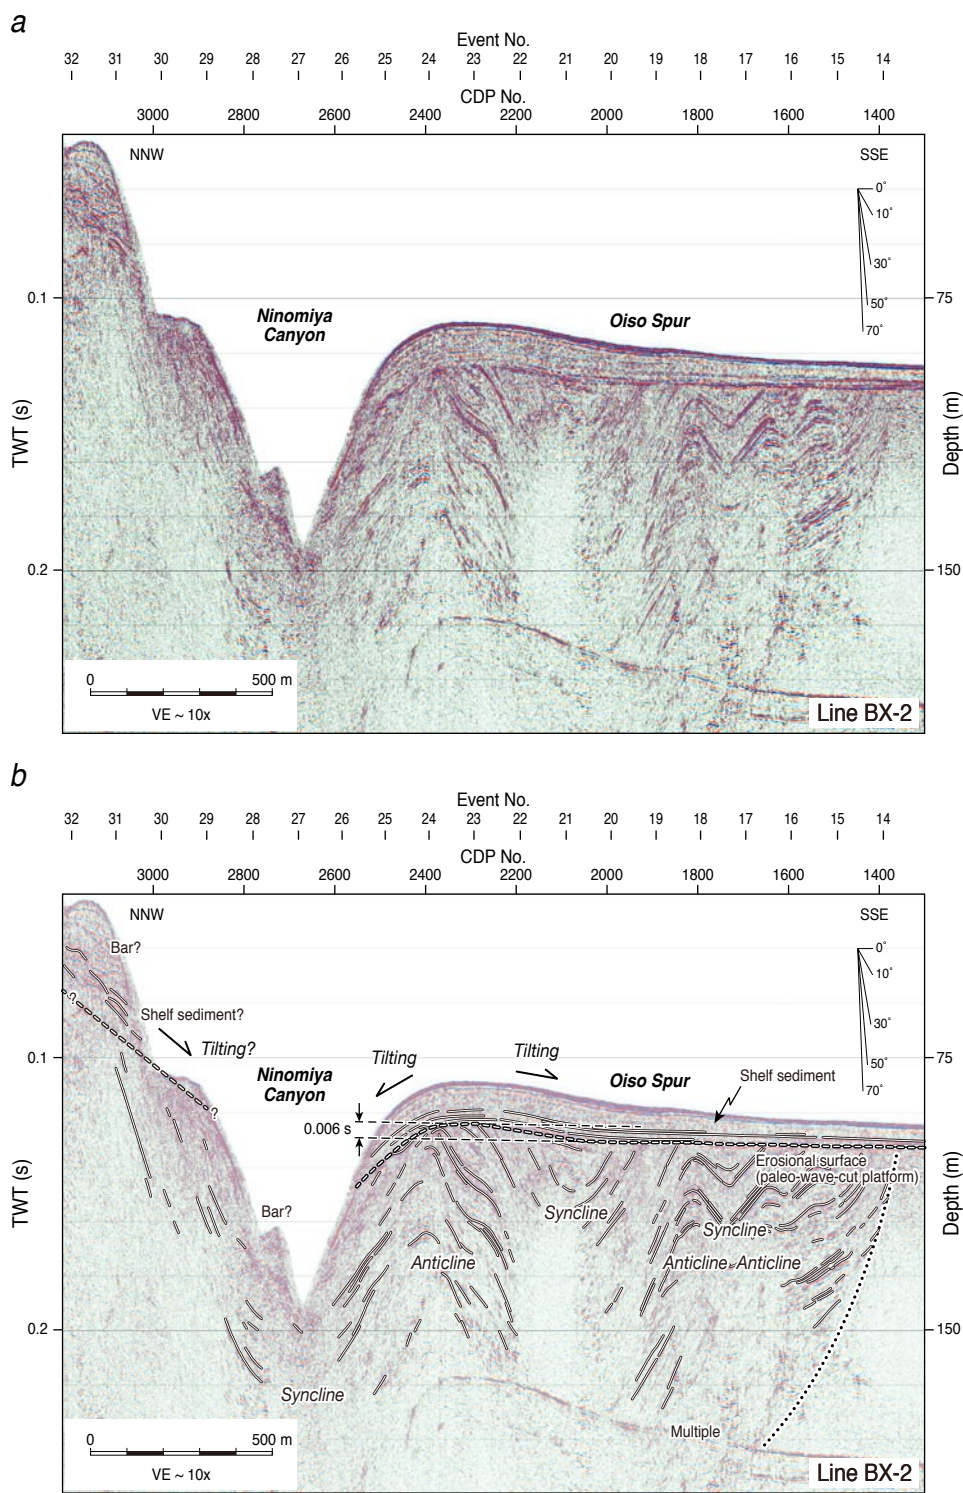 a
Event No.
32 31 30 29 28 27 26 25 24 23 22 21 20 19 18 17 16 15 14
CDP No.
3000 2800 2600 2400 2200 2000 1800 1600 1400
NNW
SSE
0°
10°
30°
50°
70°
0.1
75
Ninomiya
Canyon
Oiso Spur
TWT (s)
Depth (m)
0.2
150
0 500 m
VE ~ 10x
Line BX-2
b
Event No.
32 31 30 29 28 27 26 25 24 23 22 21 20 19 18 17 16 15 14
CDP No.
3000 2800 2600 2400 2200 2000 1800 1600 1400
NNW
SSE
Bar?
0°
10°
30°
50°
70°
?
Shelf sediment?
Tilting?
Tilting
Tilting
0.1
75
Ninomiya
Canyon
Oiso Spur
Shelf sediment
?
0.006 s
Erosional surface
(paleo-wave-cut platform)
TWT (s)
Depth (m)
Bar?
Syncline
Syncline
Anticline
Anticline
Anticline
0.2
150
Syncline
Multiple
0 500 m
VE ~ 10x
Line BX-2